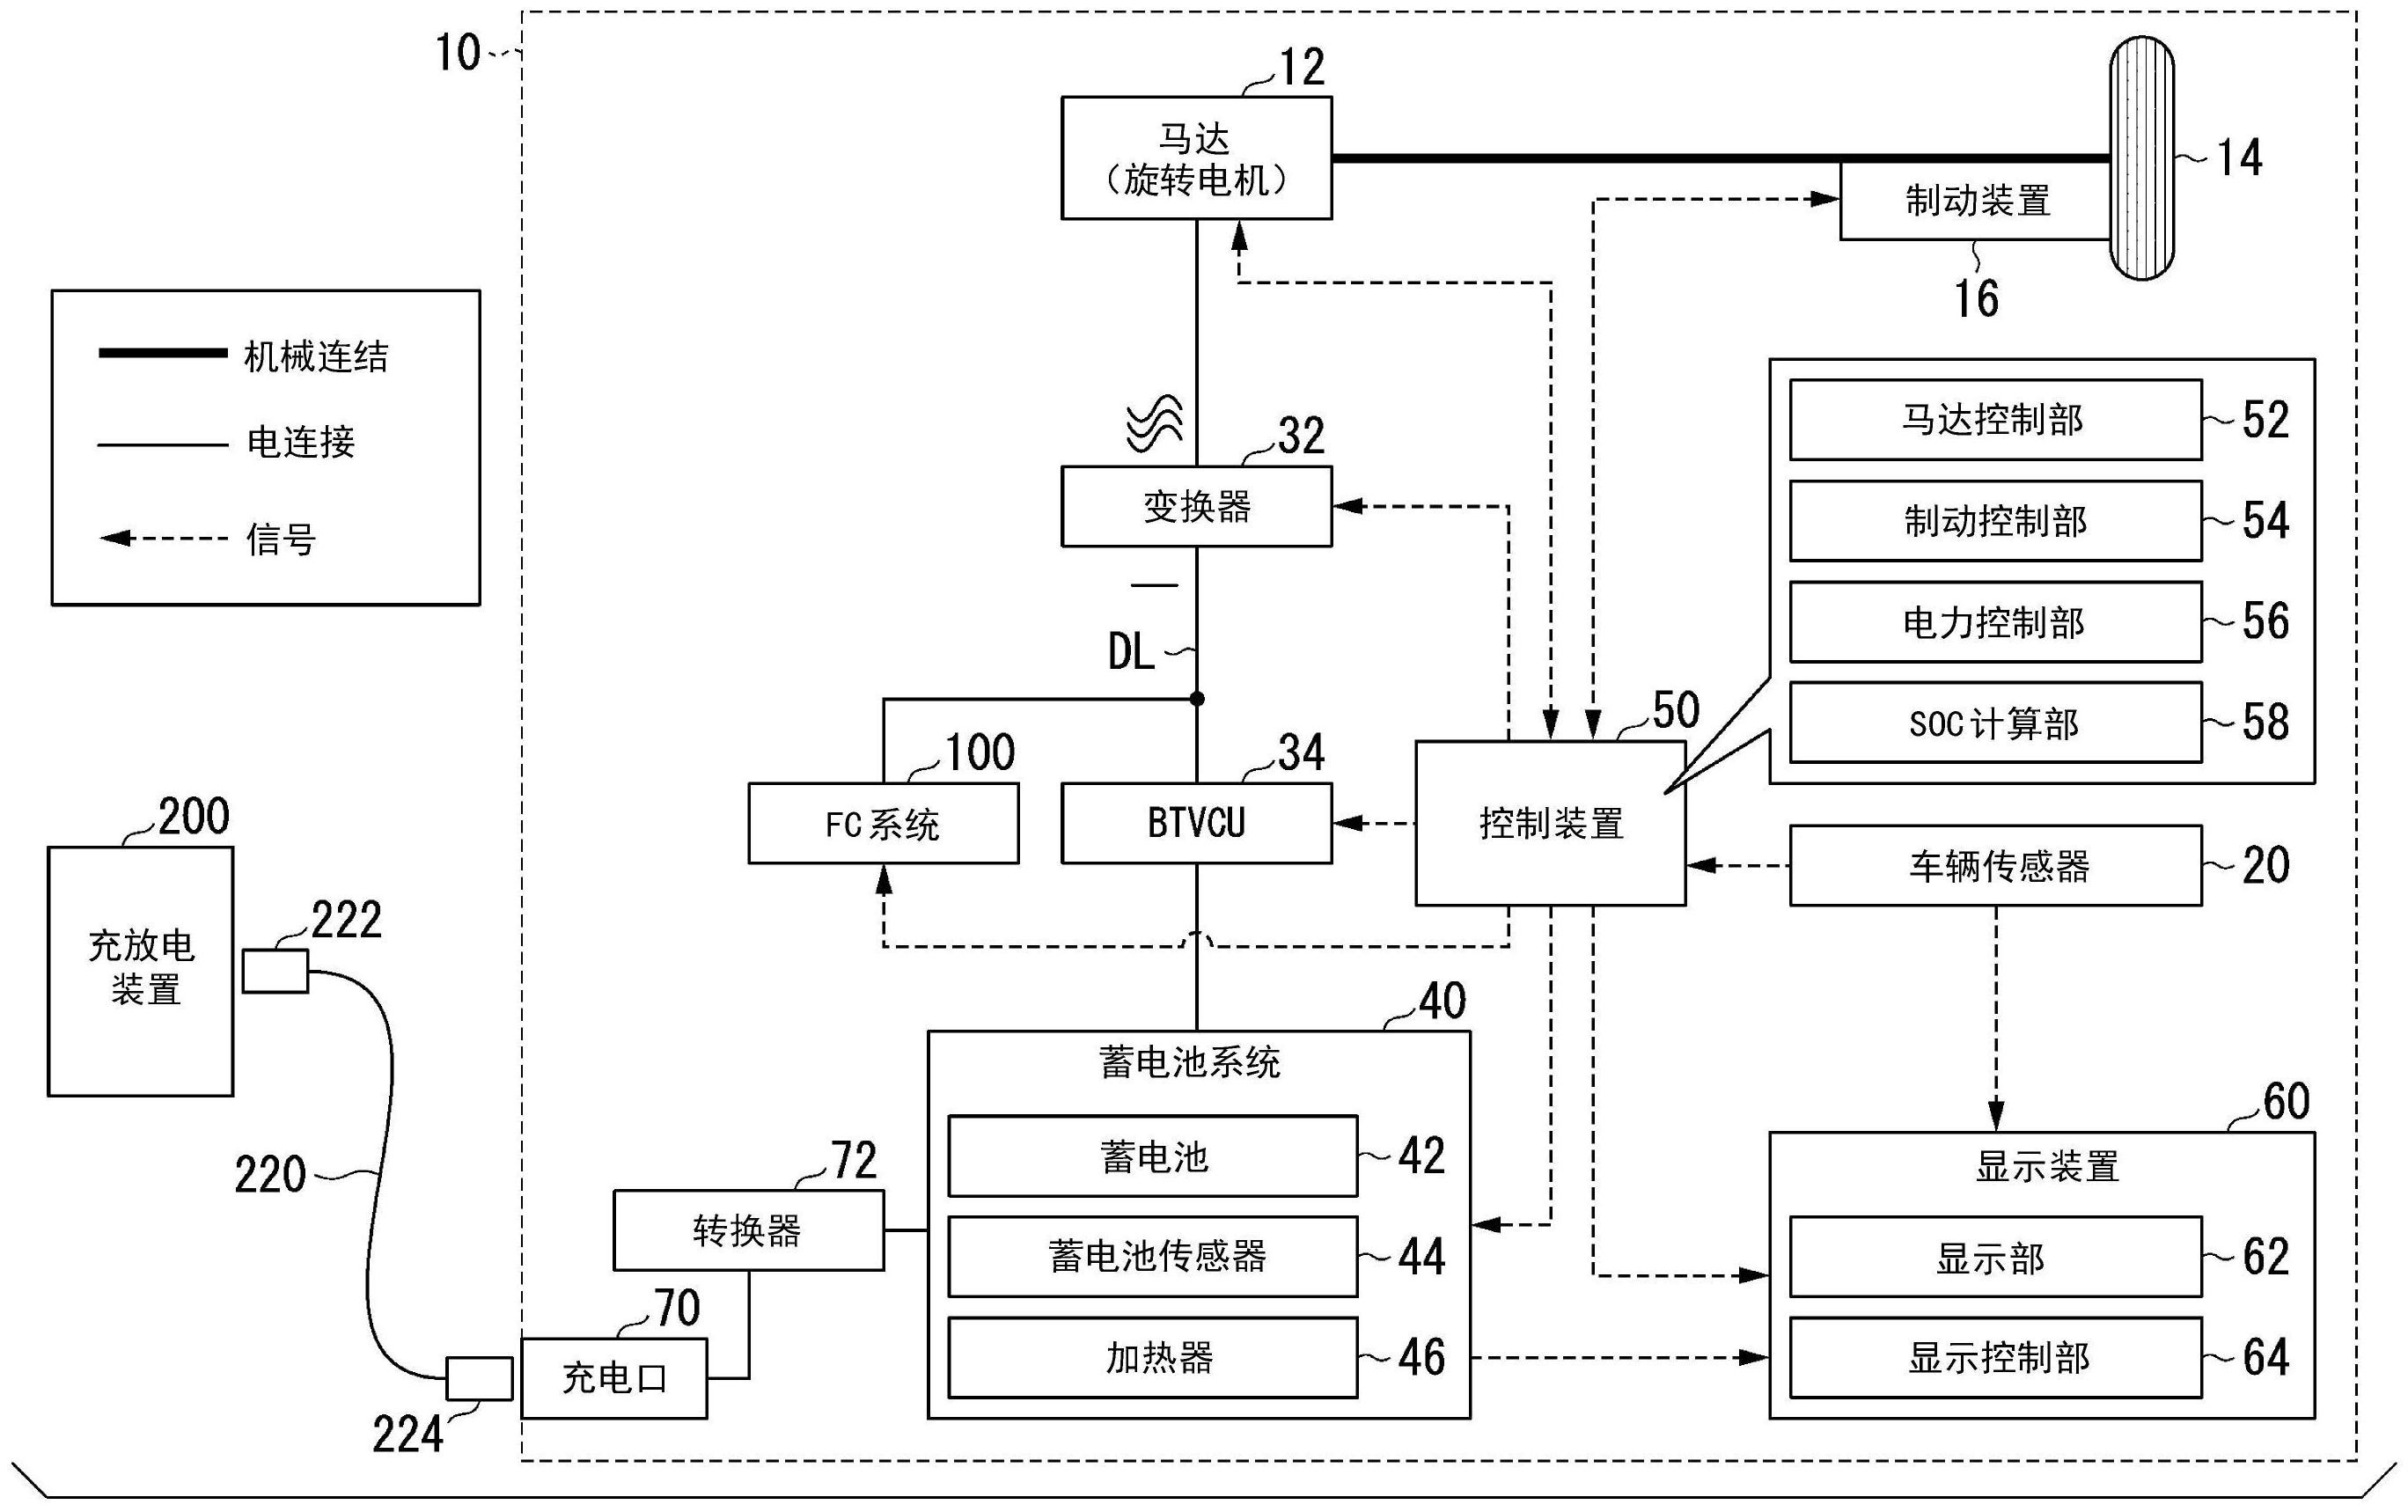 10
12
马达
（旋转电机）
14
制动装置
16
机械连结
电连接
信号
32
变换器
DL
马达控制部
52
制动控制部
54
电力控制部
56
SOC计算部
58
50
控制装置
100
FC系统
34
BTVCU
车辆传感器
20
200
充放电
装置
222
220
224
40
蓄电池系统
蓄电池
42
蓄电池传感器
44
加热器
46
72
转换器
70
充电口
60
显示装置
显示部
62
显示控制部
64